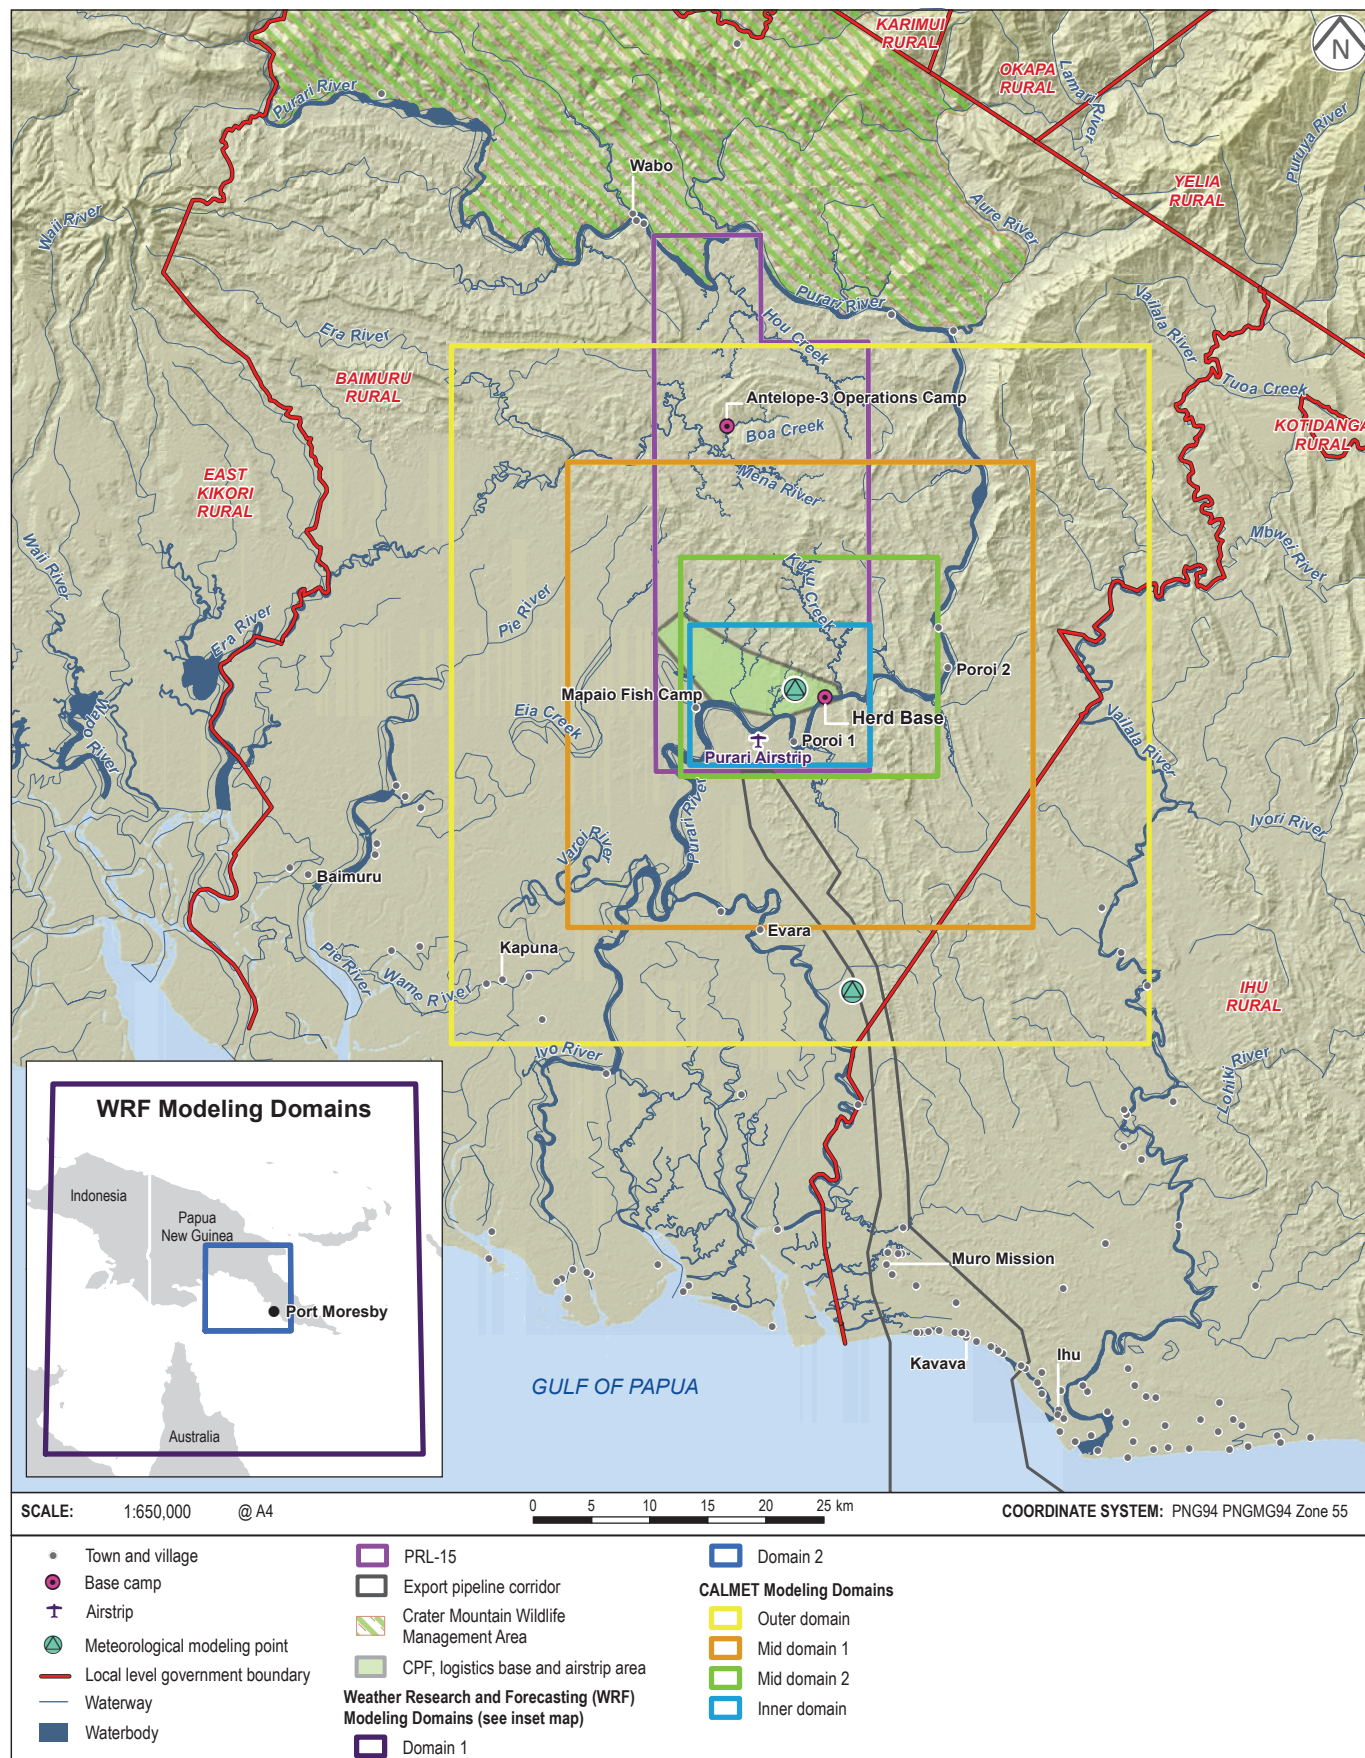 KARIMUI
RURAL
N
OKAPA
RURAL
Lamari River
Puruya River
Purari River
Wabo
YELIA
RURAL
Waii River
Aure River
Purari River
Hou Creek
Vailala River
Era River
Tuoa Creek
BAIMURU
RURAL
Antelope-3 Operations Camp
Boa Creek
KOTIDANGA
RURAL
EAST
KIKORI
RURAL
Mena River
Waii River
Mbwei River
Kuku Creek
Pie River
Era River
Poroi 2
Mapaio Fish Camp
Wapo River
Eia Creek
Herd Base
Vailala River
Poroi 1
Purari Airstrip
Purari River
Ivori River
Varoi River
Baimuru
Evara
Kapuna
Pie River
Wame River
IHU
RURAL
Ivo River
Lohiki River
WRF Modeling Domains
Indonesia
Papua
New Guinea
Port Moresby
Australia
Muro Mission
Kavava
Ihu
GULF OF PAPUA
SCALE: 1:650,000 @ A4
0 5 10 15 20 25 km
COORDINATE SYSTEM: PNG94 PNGMG94 Zone 55
Town and village
Base camp
Airstrip
Meteorological modeling point
Local level government boundary
Waterway
Waterbody
PRL-15
Export pipeline corridor
Crater Mountain Wildlife
Management Area
CPF, logistics base and airstrip area
Weather Research and Forecasting (WRF)
Modeling Domains (see inset map)
Domain 1
Domain 2
CALMET Modeling Domains
Outer domain
Mid domain 1
Mid domain 2
Inner domain